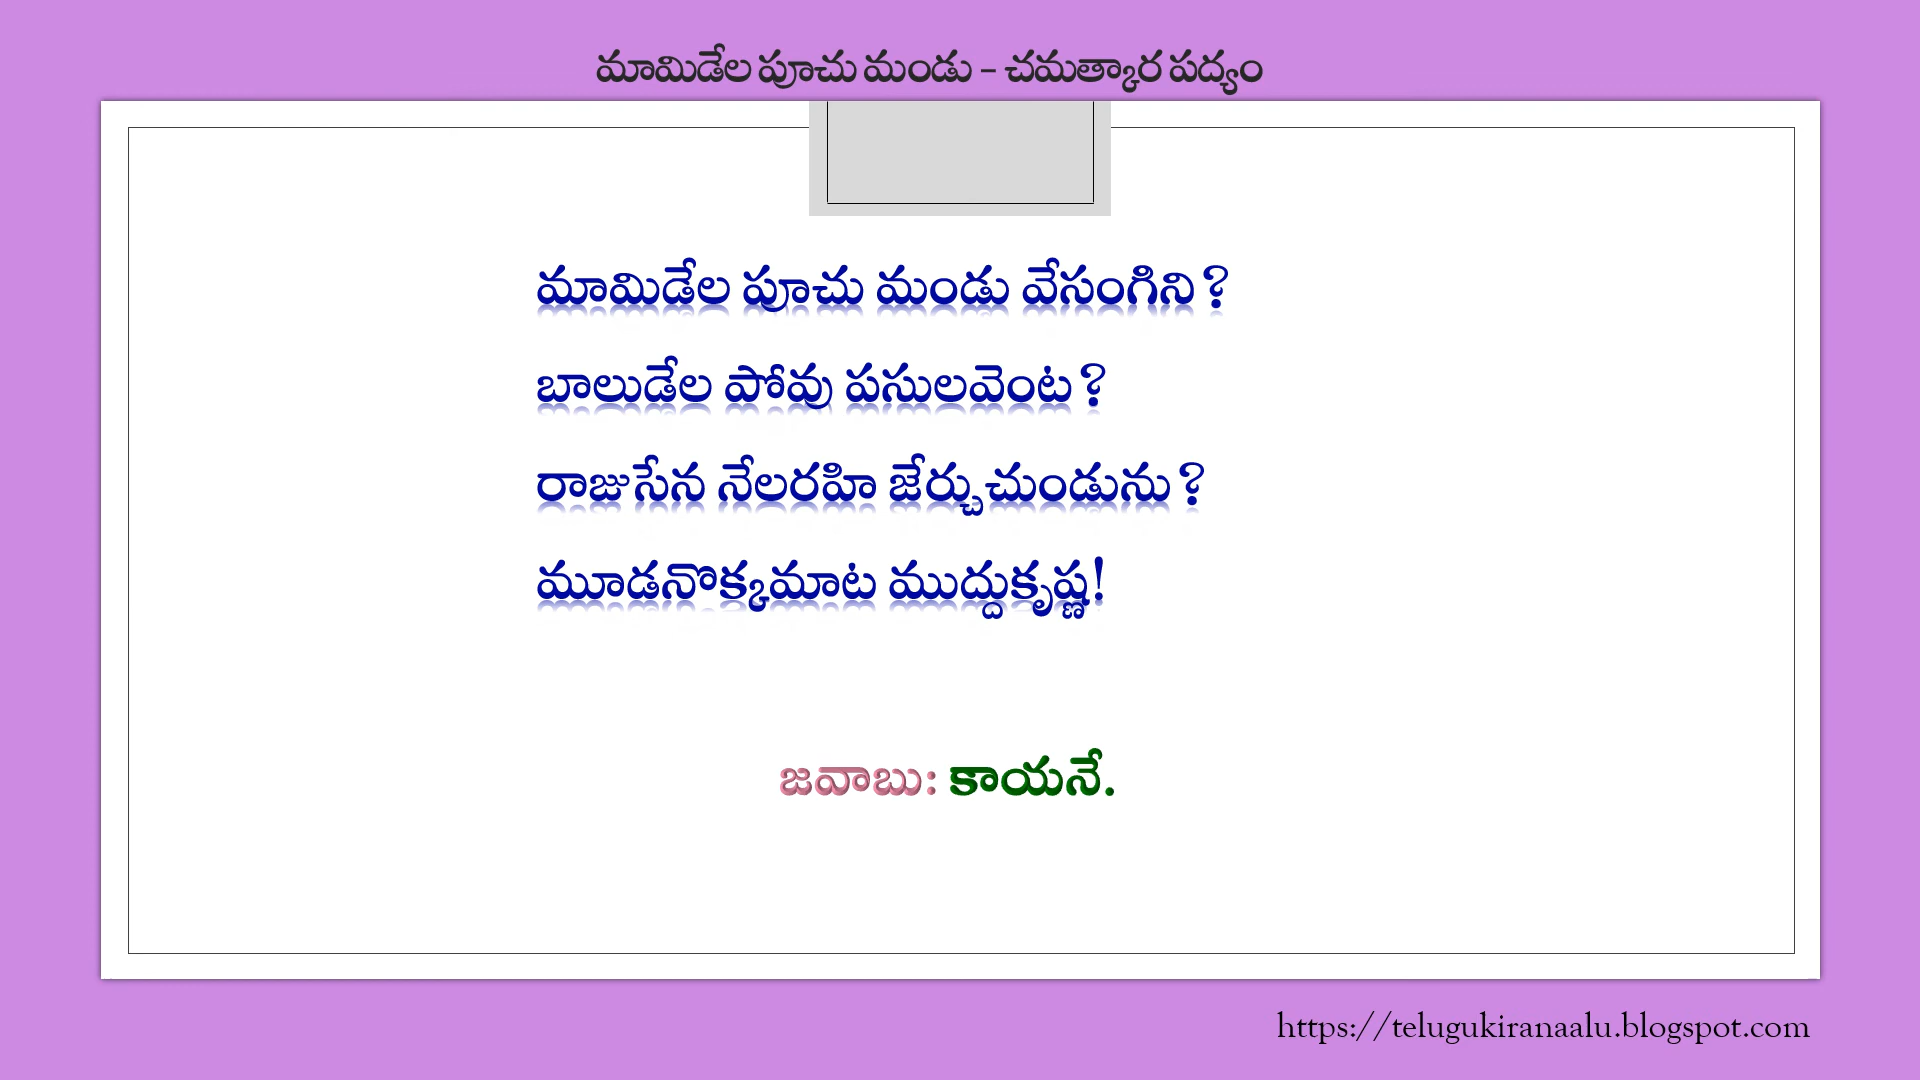 మామిడేల పూచు మండు – చమత్కార పద్యం
మామిడేల పూచు మండు వేసంగిని?
బాలుడేల పోవు పసులవెంట?
రాజుసేన నేలరహి జేర్చుచుండును?
మూడనొక్కమాట ముద్దుకృష్ణ!
జవాబు: కాయనే.
https://telugukiranaalu.blogspot.com